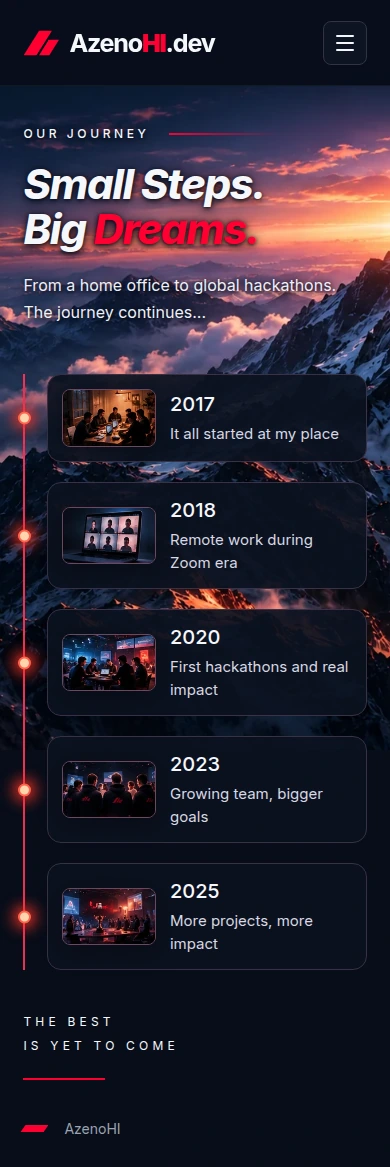 AzenoHI.dev
OUR JOURNEY
Small Steps.
Big Dreams.
From a home office to global hackathons.
The journey continues...
2017
It all started at my place
2018
Remote work during
Zoom era
2020
First hackathons and real
impact
2023
Growing team, bigger
goals
2025
More projects, more
impact
THE BEST
IS YET TO COME
AzenoHI